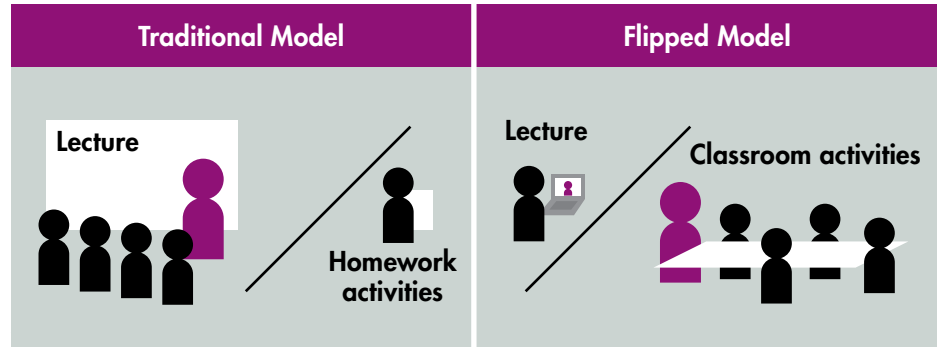 Traditional Model
Lecture
Homework
activities
Flipped Model
Lecture
Classroom activities